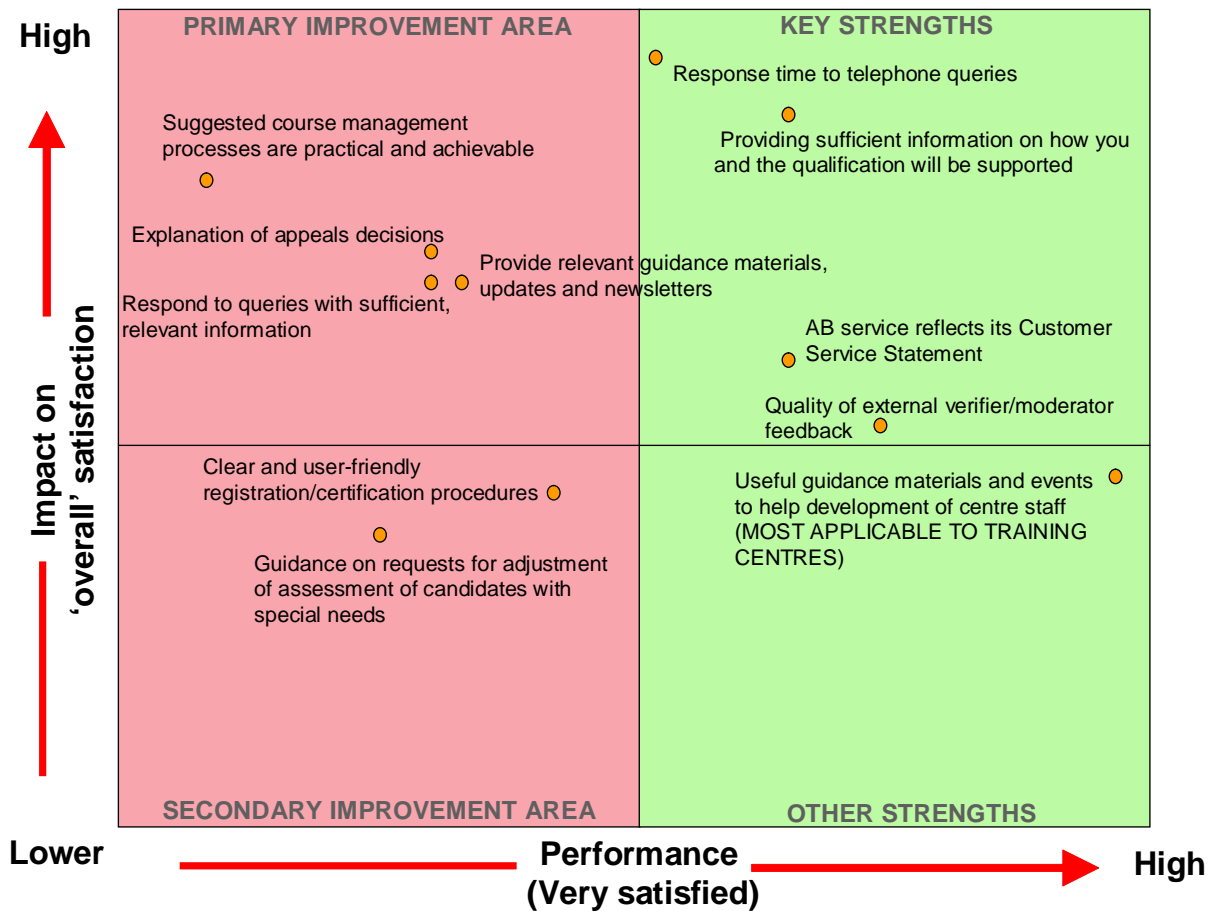 High
PRIMARY IMPROVEMENT AREA
KEY STRENGTHS
Response time to telephone queries
Suggested course management
processes are practical and achievable
Providing sufficient information on how you
and the qualification will be supported
Explanation of appeals decisions
Provide relevant guidance materials,
updates and newsletters
Respond to queries with sufficient,
relevant information
AB service reflects its Customer
Service Statement
Quality of external verifier/moderator
feedback
Impact on
‘overall’ satisfaction
Clear and user-friendly
registration/certification procedures
Useful guidance materials and events
to help development of centre staff
(MOST APPLICABLE TO TRAINING
CENTRES)
Guidance on requests for adjustment
of assessment of candidates with
special needs
SECONDARY IMPROVEMENT AREA
OTHER STRENGTHS
Lower
Performance
(Very satisfied)
High